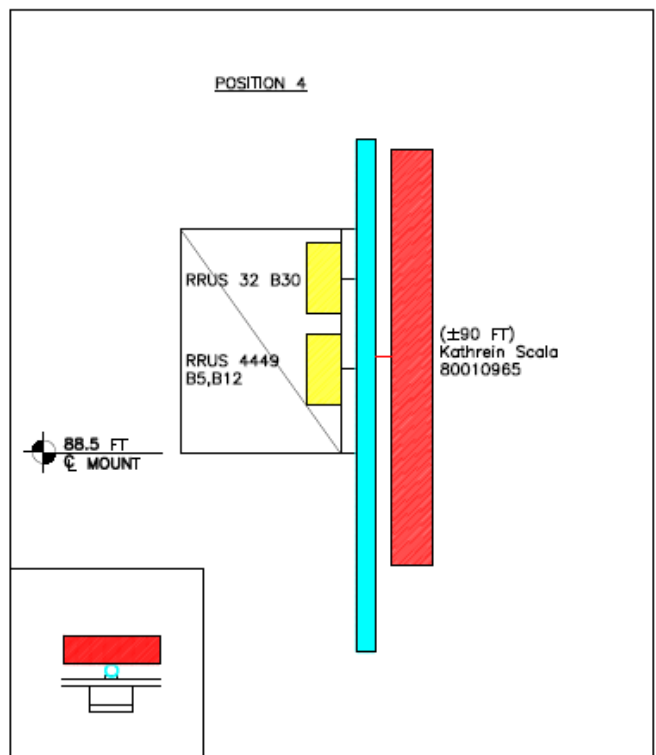 POSITION 4
RRUS 32 B30
RRUS 4449
B5,B12
(±90 FT)
Kathrein Scala
80010965
88.5 FT
℄ MOUNT